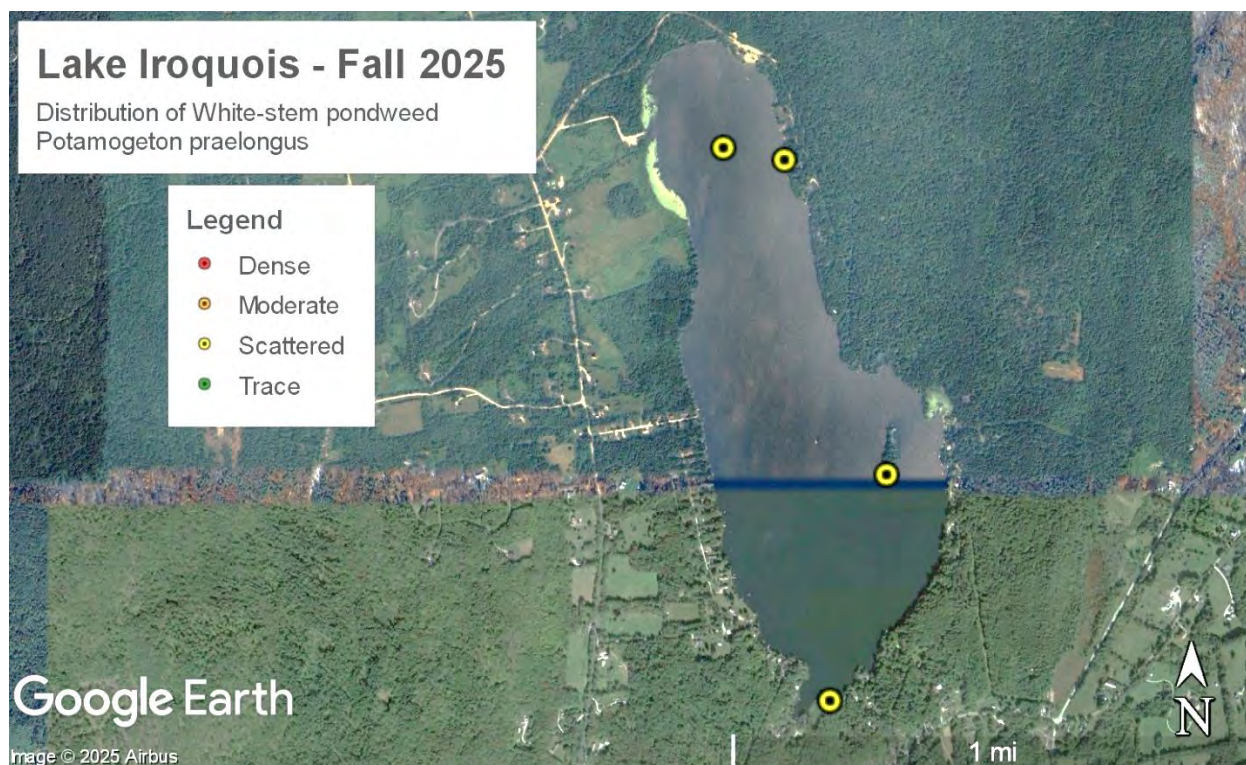 Lake Iroquois - Fall 2025
Distribution of White-stem pondweed
Potamogeton praelongus
Legend
Dense
Moderate
Scattered
Trace
Google Earth
Image © 2025 Airbus
1 mi
N